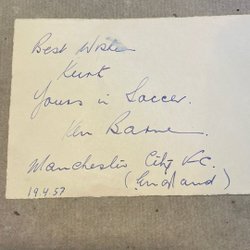 Best Wishes
Kurt
Yours in Soccer.
Ken Barnes.
Manchester City F.C.
(England)
19.4.57